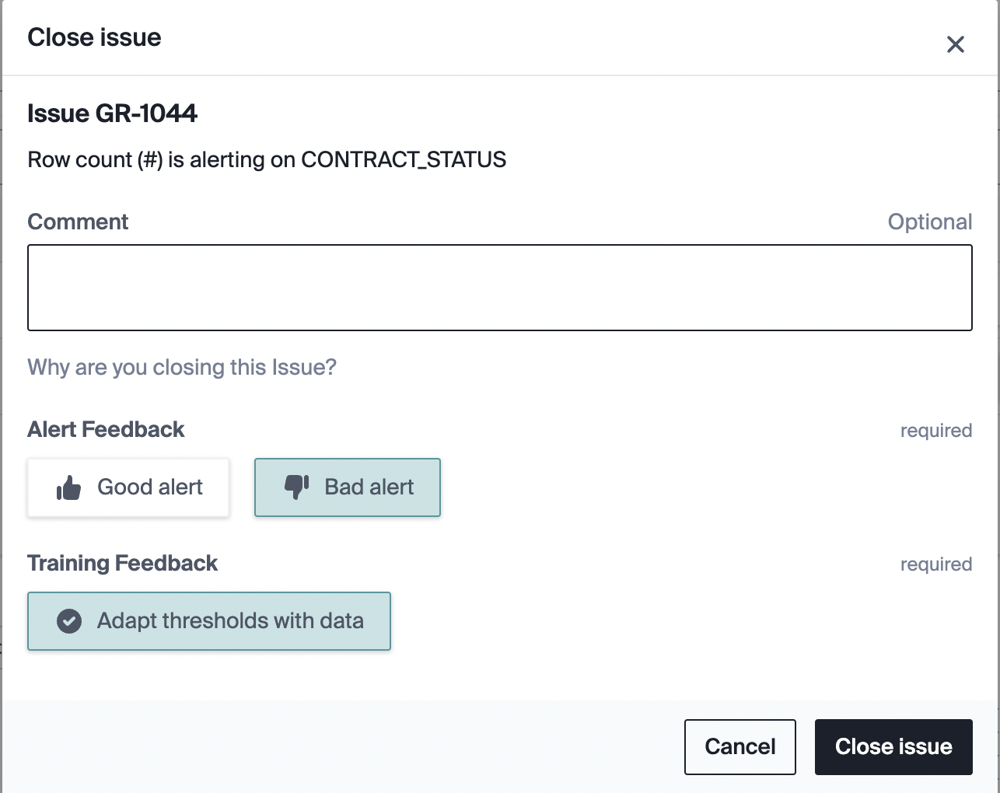 Close issue
Issue GR-1044
Row count (#) is alerting on CONTRACT_STATUS
Comment Optional
Why are you closing this Issue?
Alert Feedback required
Good alert Bad alert
Training Feedback required
Adapt thresholds with data
Cancel Close issue